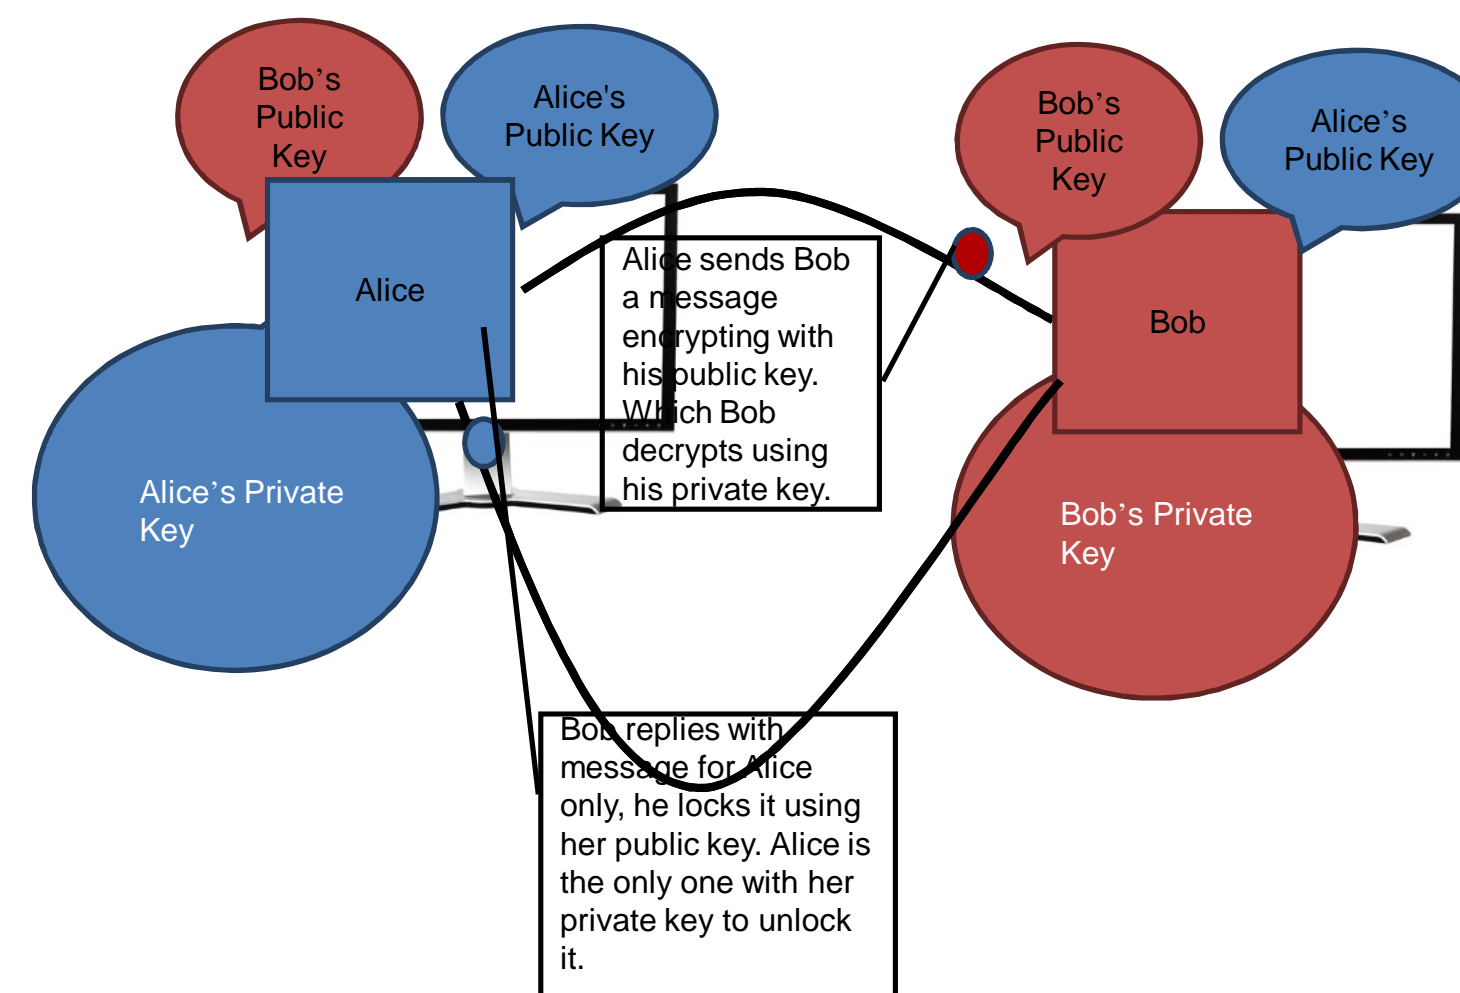 Bob’s
Public
Key
Alice's
Public Key
Bob’s
Public
Key
Alice’s
Public Key
Alice
Alice sends Bob
a message
encrypting with
his public key.
Which Bob
decrypts using
his private key.
Bob
Alice’s Private
Key
Bob’s Private
Key
Bob replies with
message for Alice
only, he locks it using
her public key. Alice is
the only one with her
private key to unlock
it.